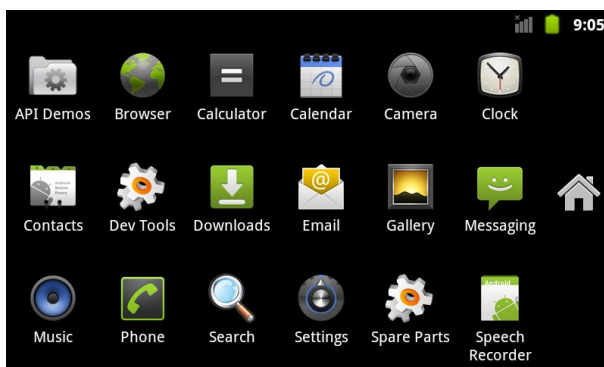 9:05
API Demos Browser Calculator Calendar Camera Clock
Contacts Dev Tools Downloads Email Gallery Messaging
Music Phone Search Settings Spare Parts Speech
Recorder